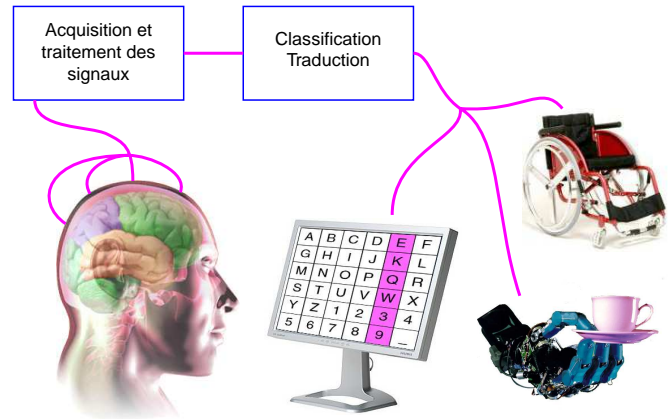 Acquisition et
traitement des
signaux
Classification
Traduction
A B C D E F
G H I J K L
M N O P Q R
S T U V W X
Y Z 1 2 3 4
5 6 7 8 9 _